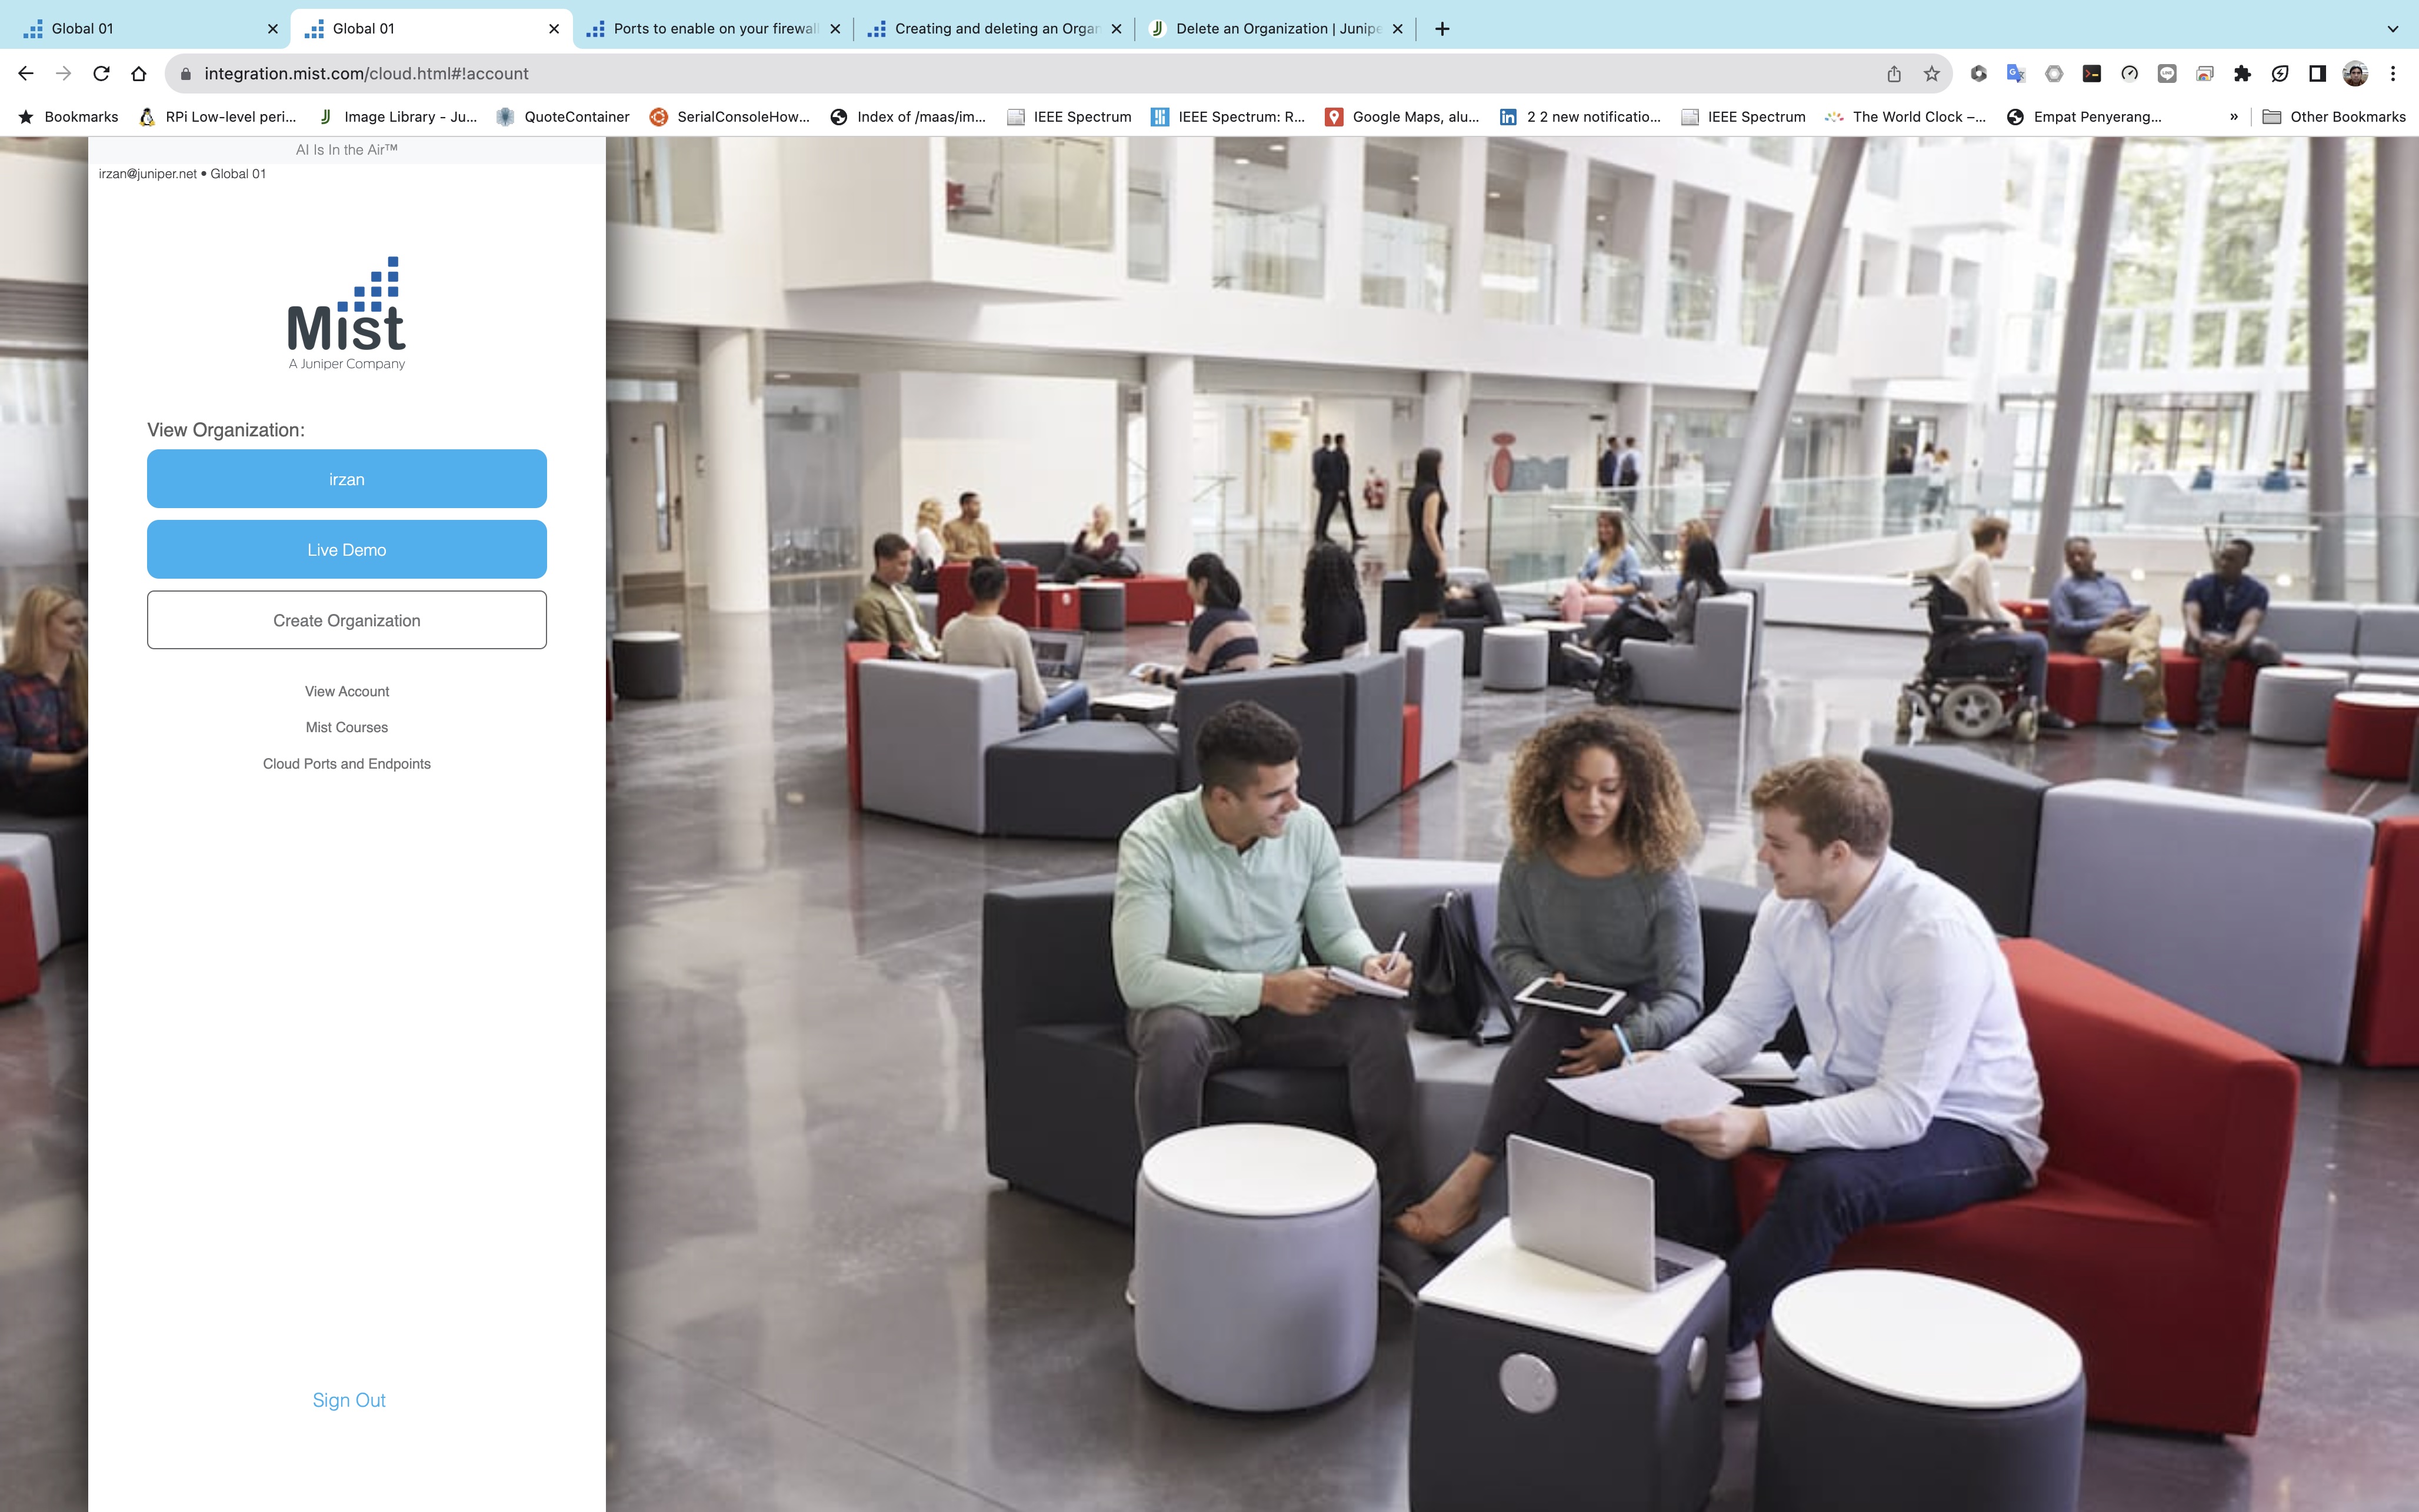 Global 01
Global 01
Ports to enable on your firewall
Creating and deleting an Organ
Delete an Organization | Junipe
integration.mist.com/cloud.html#!account
Bookmarks
RPi Low-level peri...
Image Library - Ju...
QuoteContainer
SerialConsoleHow...
Index of /maas/im...
IEEE Spectrum
IEEE Spectrum: R...
Google Maps, alu...
2 2 new notificatio...
IEEE Spectrum
The World Clock –...
Empat Penyerang...
»
Other Bookmarks
AI Is In the Air™
irzan@juniper.net • Global 01
Mist
A Juniper Company
View Organization:
irzan
Live Demo
Create Organization
View Account
Mist Courses
Cloud Ports and Endpoints
Sign Out